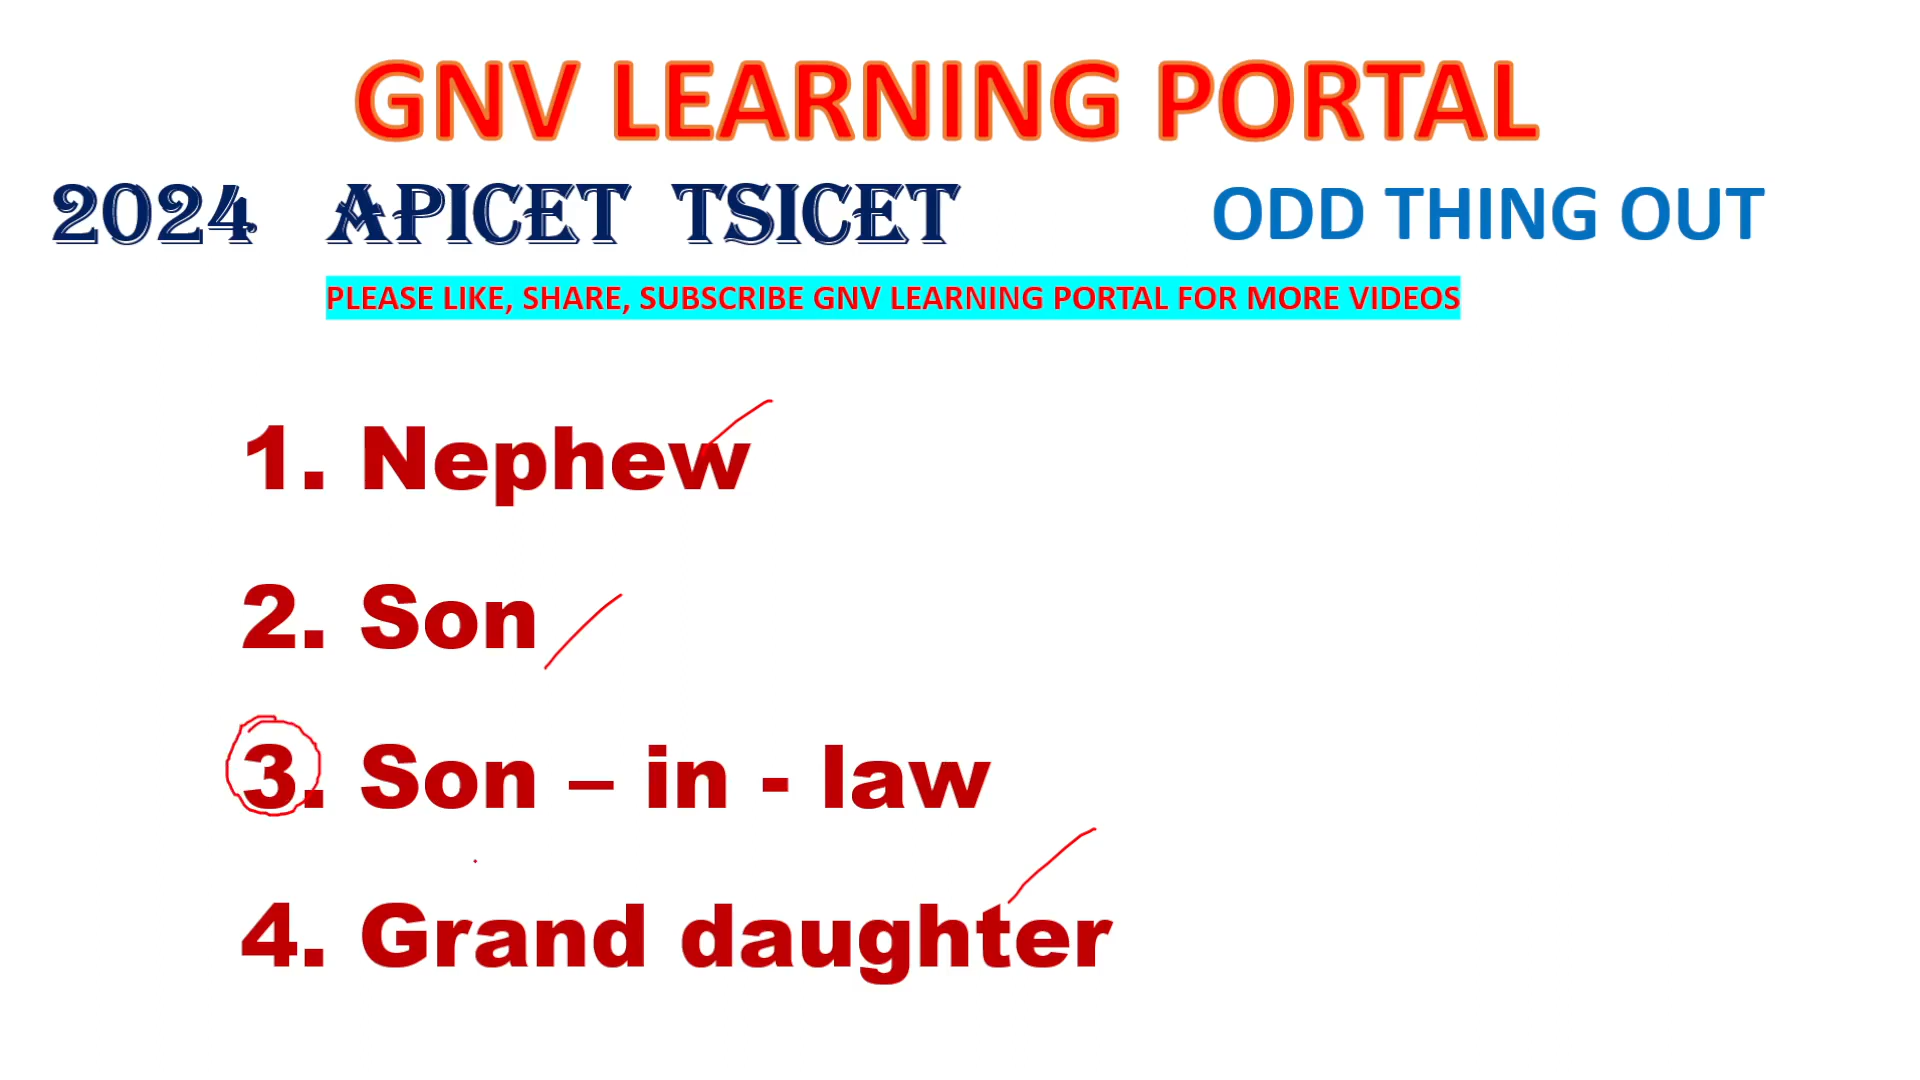 GNV LEARNING PORTAL
2024 APICET TSICET ODD THING OUT
PLEASE LIKE, SHARE, SUBSCRIBE GNV LEARNING PORTAL FOR MORE VIDEOS
1. Nephew
2. Son
3. Son – in - law
4. Grand daughter